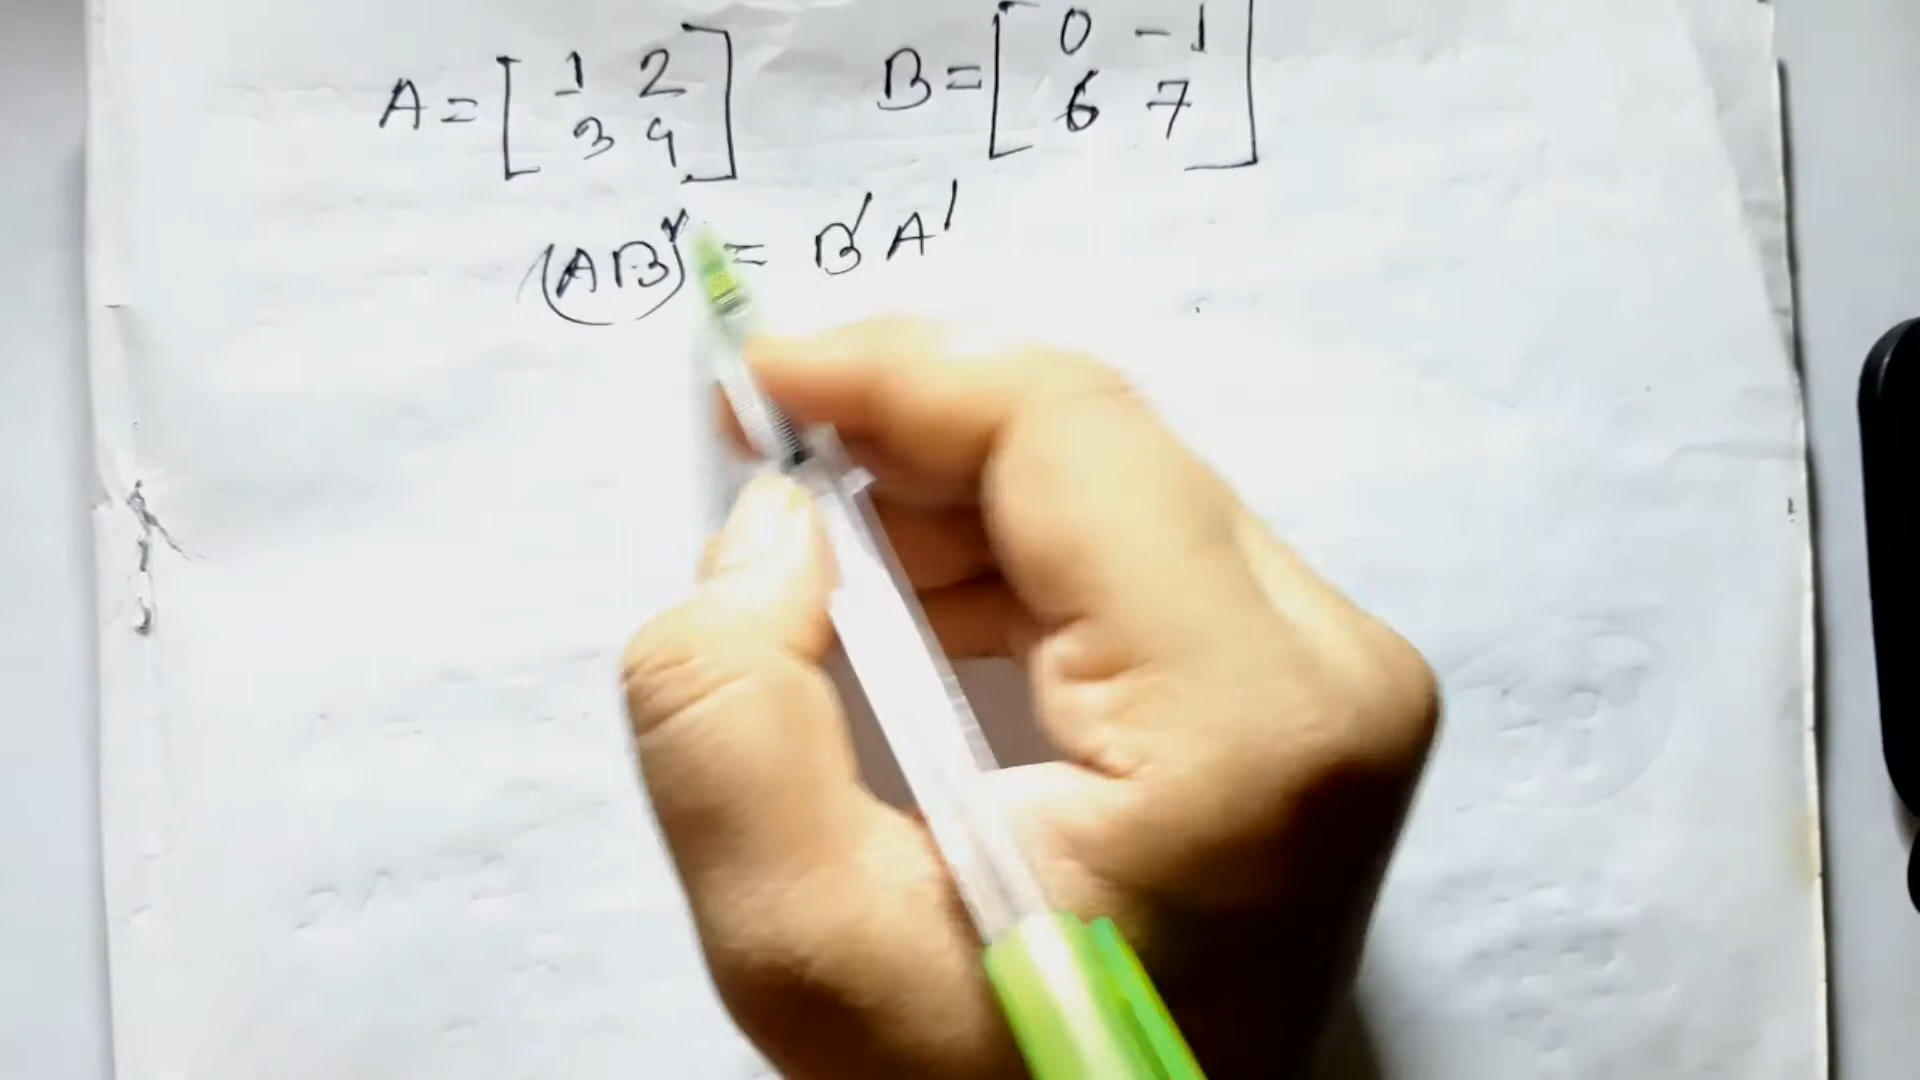 A = [ 1 2 B = [ 0 -1
3 4 ] 6 7 ]
(AB)' = B'A'